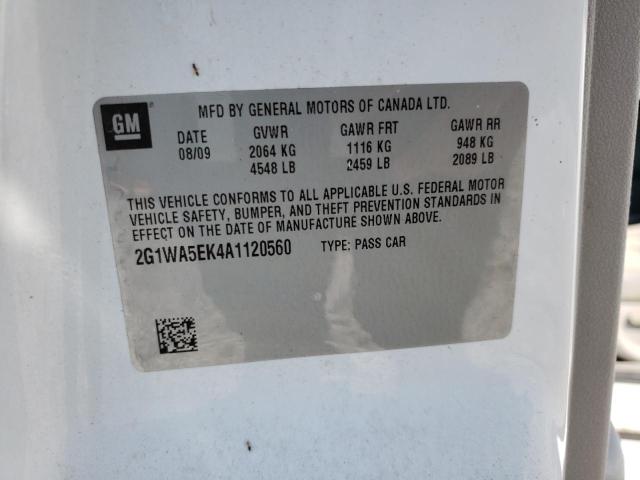 GM
MFD BY GENERAL MOTORS OF CANADA LTD.
DATE GVWR GAWR FRT GAWR RR
08/09 2064 KG 1116 KG 948 KG
4548 LB 2459 LB 2089 LB
THIS VEHICLE CONFORMS TO ALL APPLICABLE U.S. FEDERAL MOTOR
VEHICLE SAFETY, BUMPER, AND THEFT PREVENTION STANDARDS IN
EFFECT ON THE DATE OF MANUFACTURE SHOWN ABOVE.
2G1WA5EK4A1120560 TYPE: PASS CAR